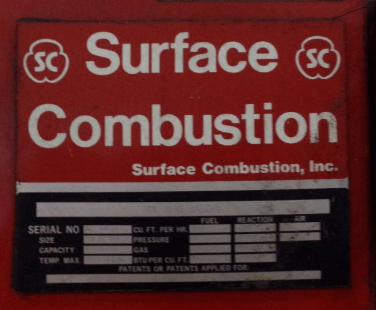 SC Surface SC
Combustion
Surface Combustion, Inc.
FUEL REACTION AIR
SERIAL NO CU. FT. PER HR.
SIZE PRESSURE
CAPACITY GAS
TEMP. MAX. BTU PER CU. FT.
PATENTS OR PATENTS APPLIED FOR: